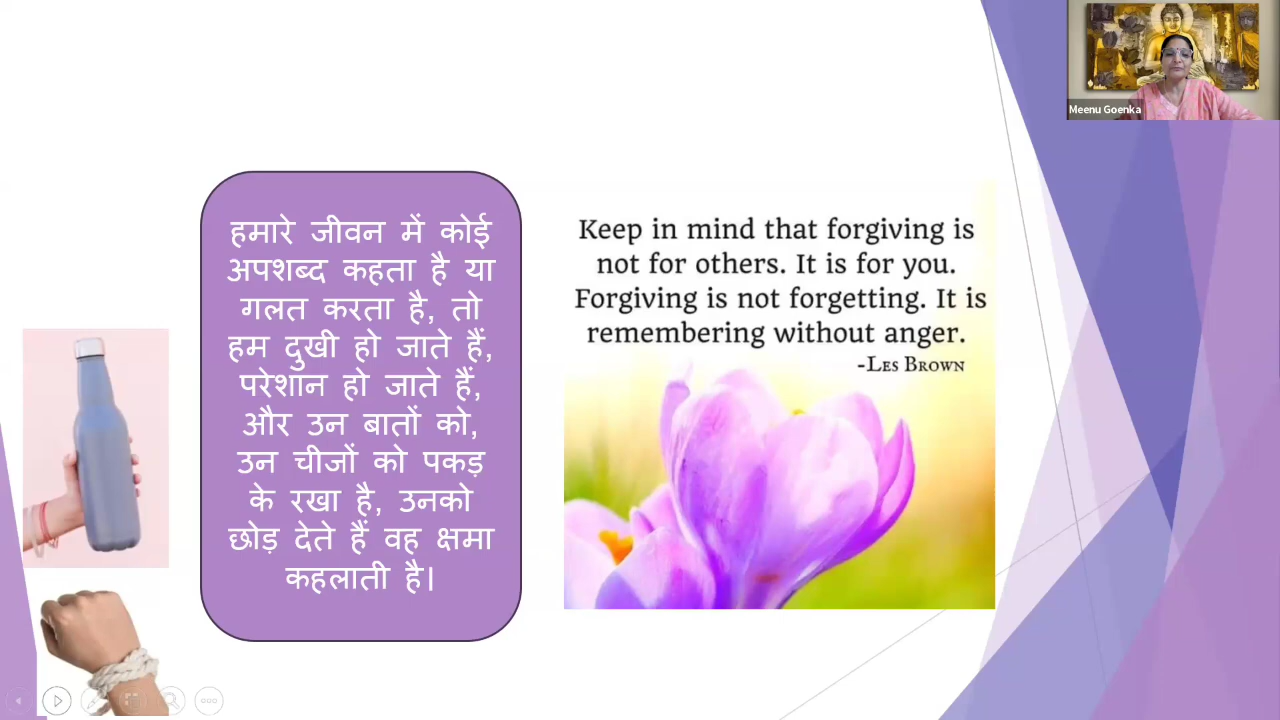 Meenu Goenka
हमारे जीवन में कोई
अपशब्द कहता है या
गलत करता है, तो
हम दुखी हो जाते हैं,
परेशान हो जाते हैं,
और उन बातों को,
उन चीजों को पकड़
के रखा है, उनको
छोड़ देते हैं वह क्षमा
कहलाती है।
Keep in mind that forgiving is
not for others. It is for you.
Forgiving is not forgetting. It is
remembering without anger.
-Les Brown